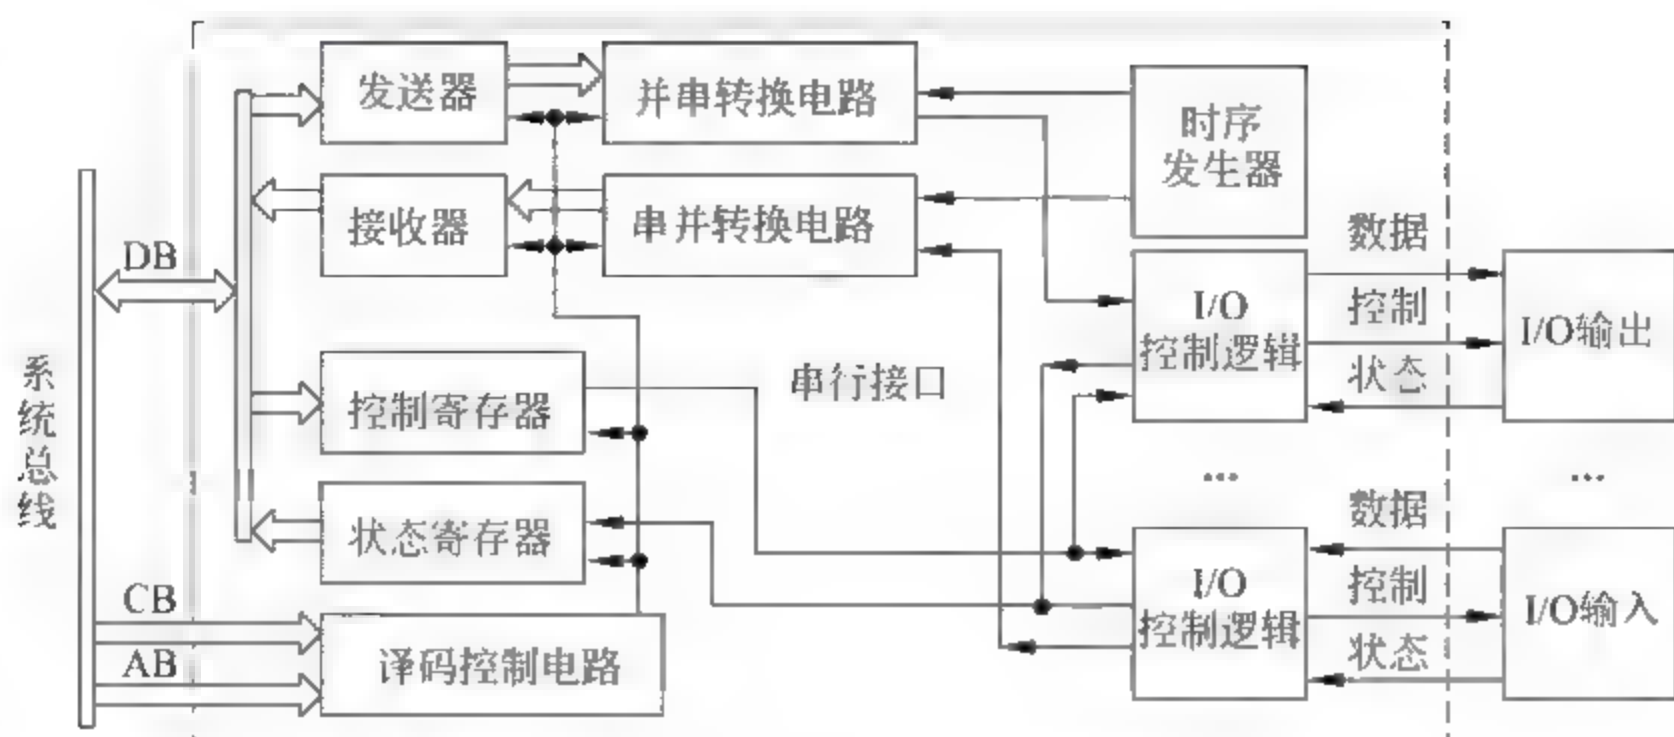 发送器
并串转换电路
时序
发生器
接收器
串并转换电路
数据
DB
I/O
控制逻辑
控制
I/O输出
状态
系统总线
控制寄存器
串行接口
...
...
数据
状态寄存器
I/O
控制逻辑
控制
I/O输入
状态
CB
AB
译码控制电路